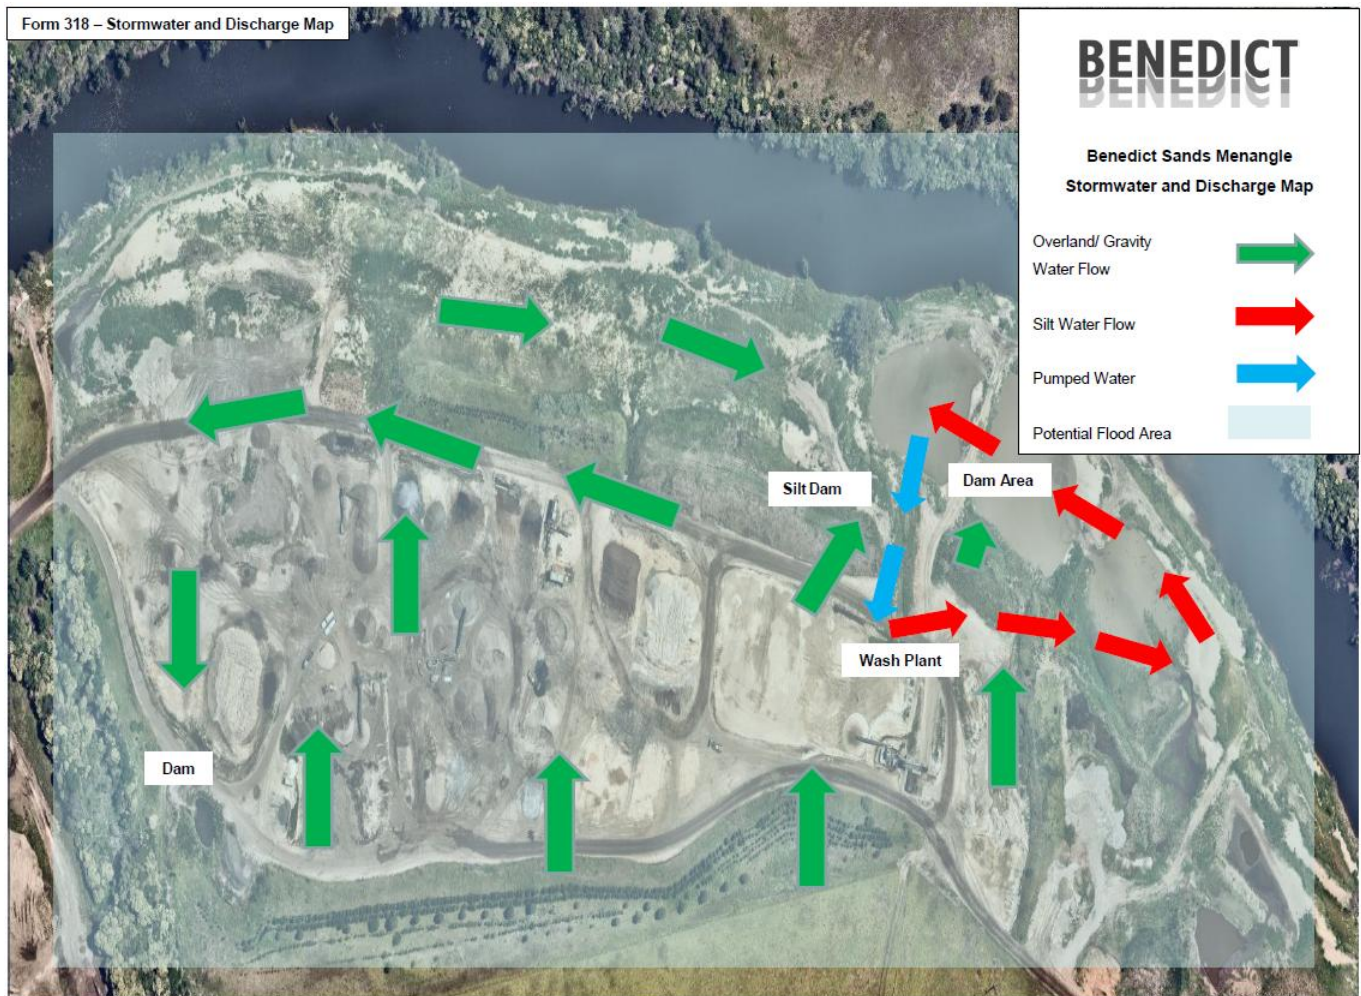 Form 318 – Stormwater and Discharge Map
BENEDICT
Benedict Sands Menangle
Stormwater and Discharge Map
Overland/ Gravity
Water Flow
Silt Water Flow
Pumped Water
Potential Flood Area
Silt Dam
Dam Area
Wash Plant
Dam